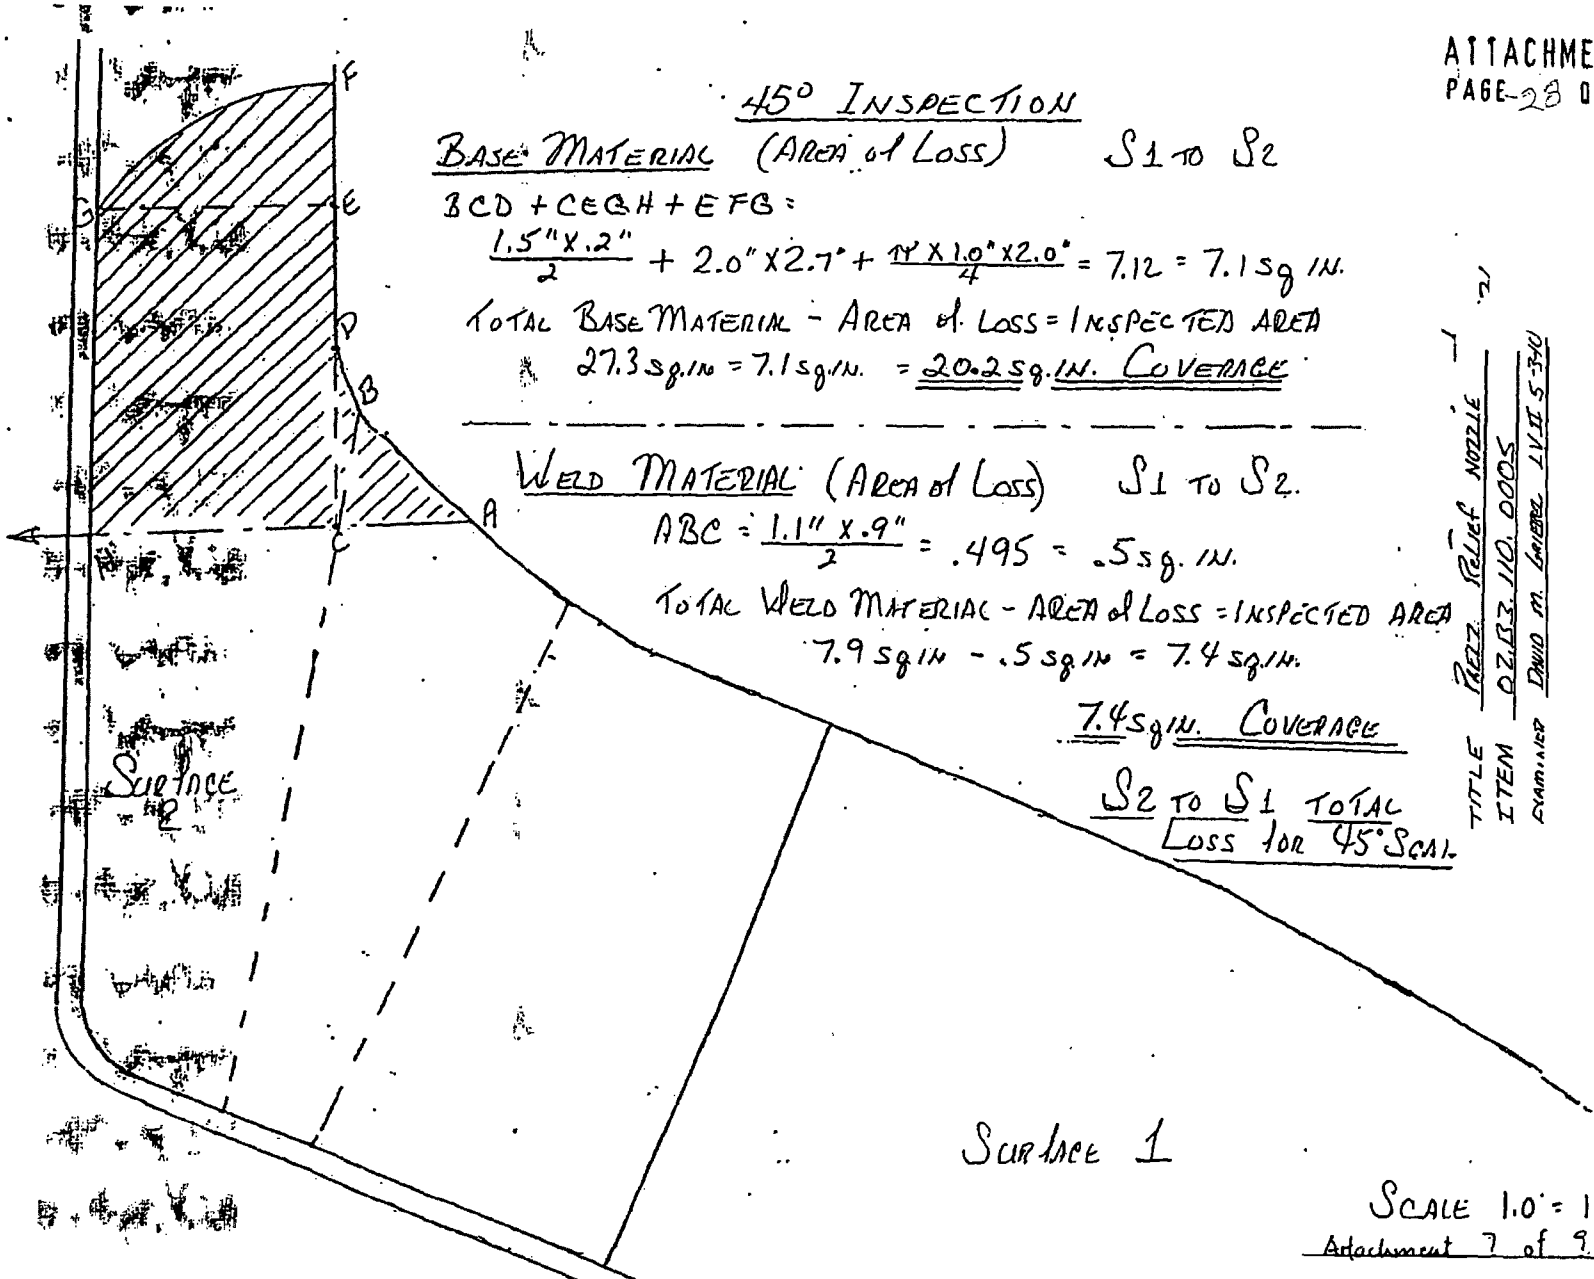 ATTACHME
PAGE 28 O
45° INSPECTION
BASE MATERIAL (AREA of LOSS) S1 TO S2
BCD + CEGH + EFG =
1.5" X .2"
2
+ 2.0" X 2.7" + π X 1.0" X 2.0"
4
= 7.12 = 7.1 sq IN.
TOTAL BASE MATERIAL - AREA of LOSS = INSPECTED AREA
27.3 sq.IN = 7.1 sq.IN. = 20.2 sq.IN. COVERAGE
WELD MATERIAL (AREA of LOSS) S1 TO S2.
ABC = 1.1" X .9"
2
= .495 = .5 sq. IN.
TOTAL WELD MATERIAL - AREA of LOSS = INSPECTED AREA
7.9 sq IN - .5 sq IN = 7.4 sq.IN.
7.4 sq IN. COVERAGE
S2 TO S1 TOTAL
LOSS for 45° SCAN
F
G
E
D
B
A
C
H
SURFACE
2
SURFACE 1
TITLE PREZ Relief NOZZLE
ITEM 02.B3.110.0005
EXAMINER DAVID M.
SCALE 1.0" = 1
Attachment 7 of 9